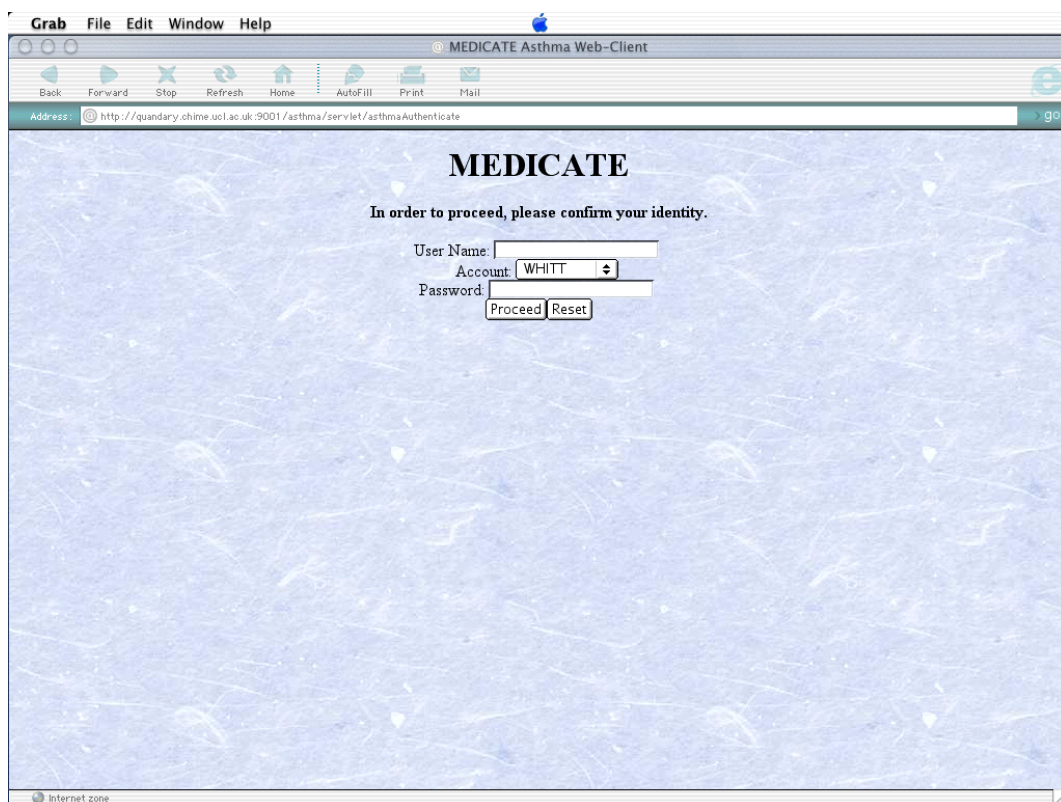 Grab File Edit Window Help
MEDICATE Asthma Web-Client
Back Forward Stop Refresh Home AutoFill Print Mail
Address: http://quandary.chime.ucl.ac.uk:9001/asthma/servlet/asthmaAuthenticate go
MEDICATE
In order to proceed, please confirm your identity.
User Name:
Account: WHITT
Password:
Proceed Reset
Internet zone